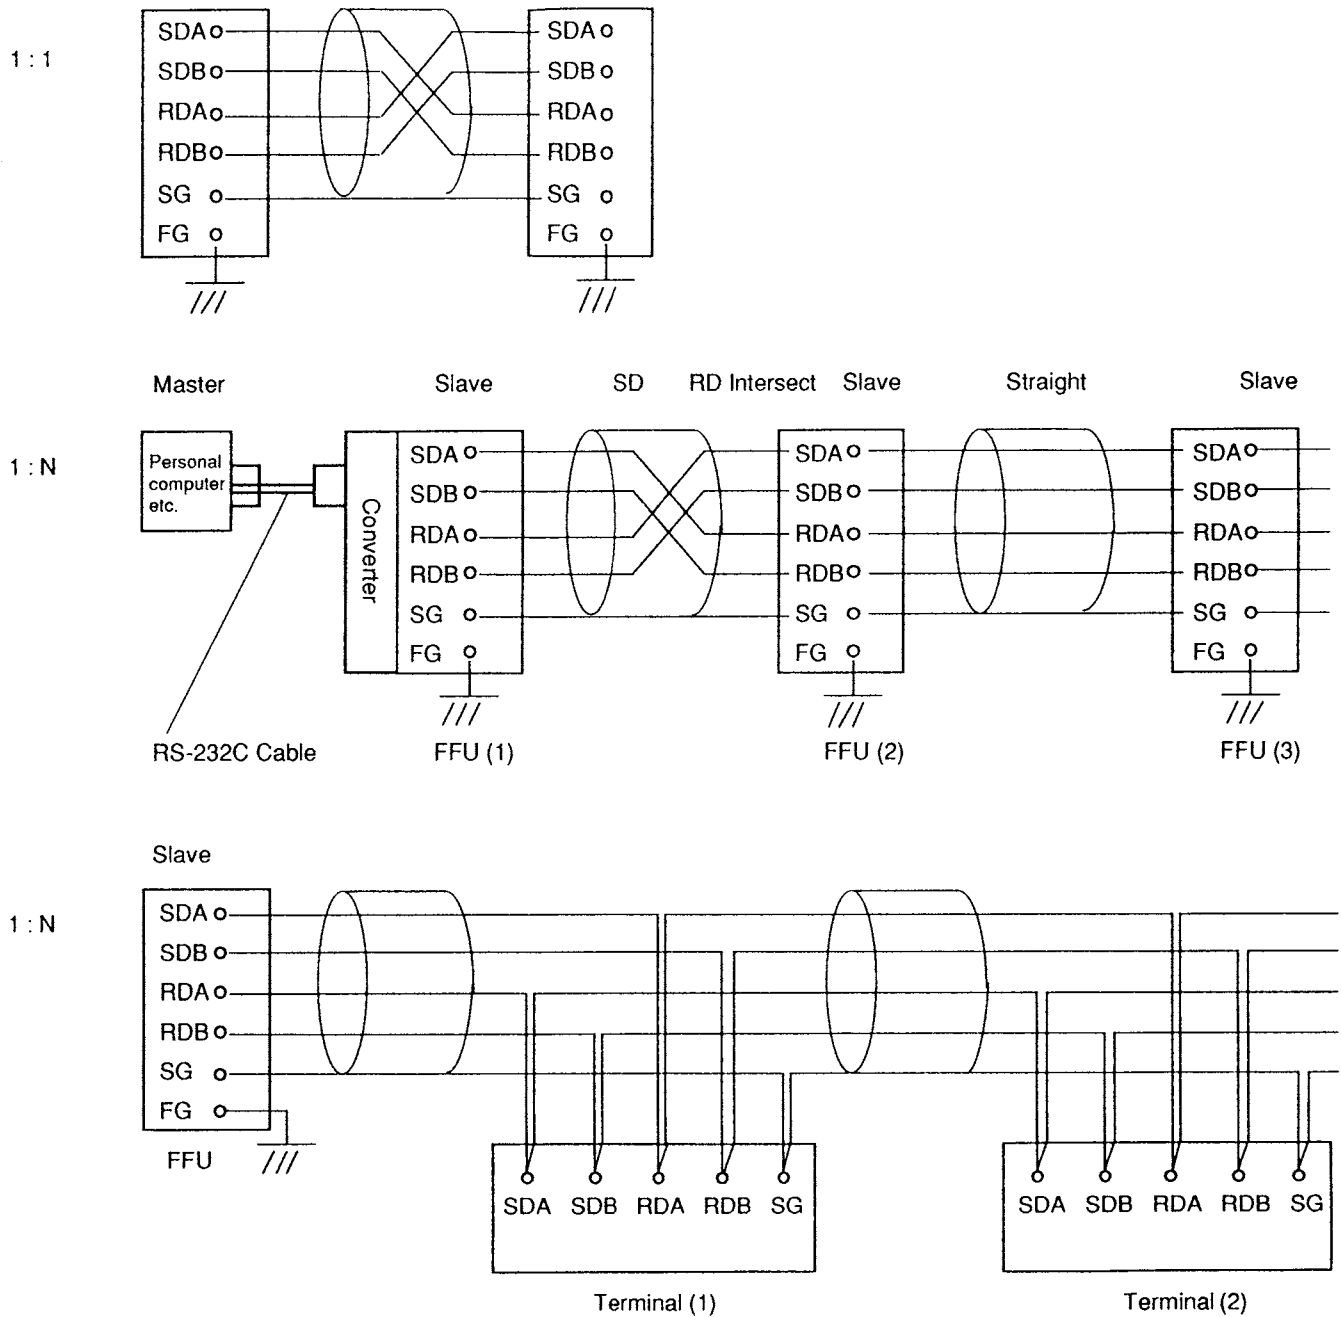 1 : 1
SDA
SDB
RDA
RDB
SG
FG
SDA
SDB
RDA
RDB
SG
FG
1 : N
Master
Slave
SD
RD Intersect
Slave
Straight
Slave
Personal
computer
etc.
Converter
SDA
SDB
RDA
RDB
SG
FG
SDA
SDB
RDA
RDB
SG
FG
SDA
SDB
RDA
RDB
SG
FG
RS-232C Cable
FFU (1)
FFU (2)
FFU (3)
1 : N
Slave
SDA
SDB
RDA
RDB
SG
FG
FFU
SDA SDB RDA RDB SG
Terminal (1)
SDA SDB RDA RDB SG
Terminal (2)